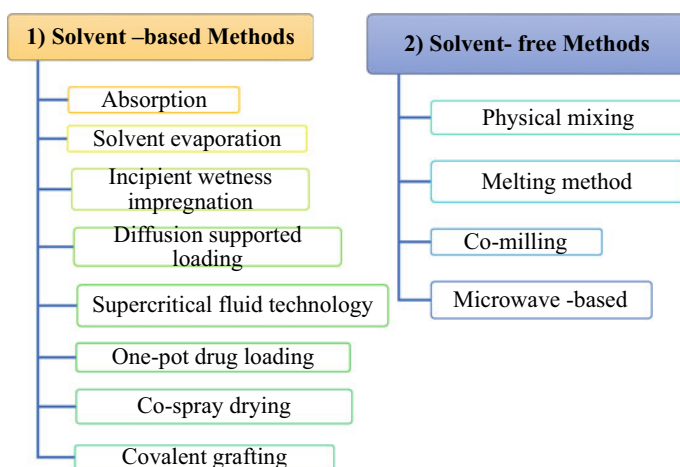 1) Solvent –based Methods
Absorption
Solvent evaporation
Incipient wetness
impregnation
Diffusion supported
loading
Supercritical fluid technology
One-pot drug loading
Co-spray drying
Covalent grafting
2) Solvent- free Methods
Physical mixing
Melting method
Co-milling
Microwave -based